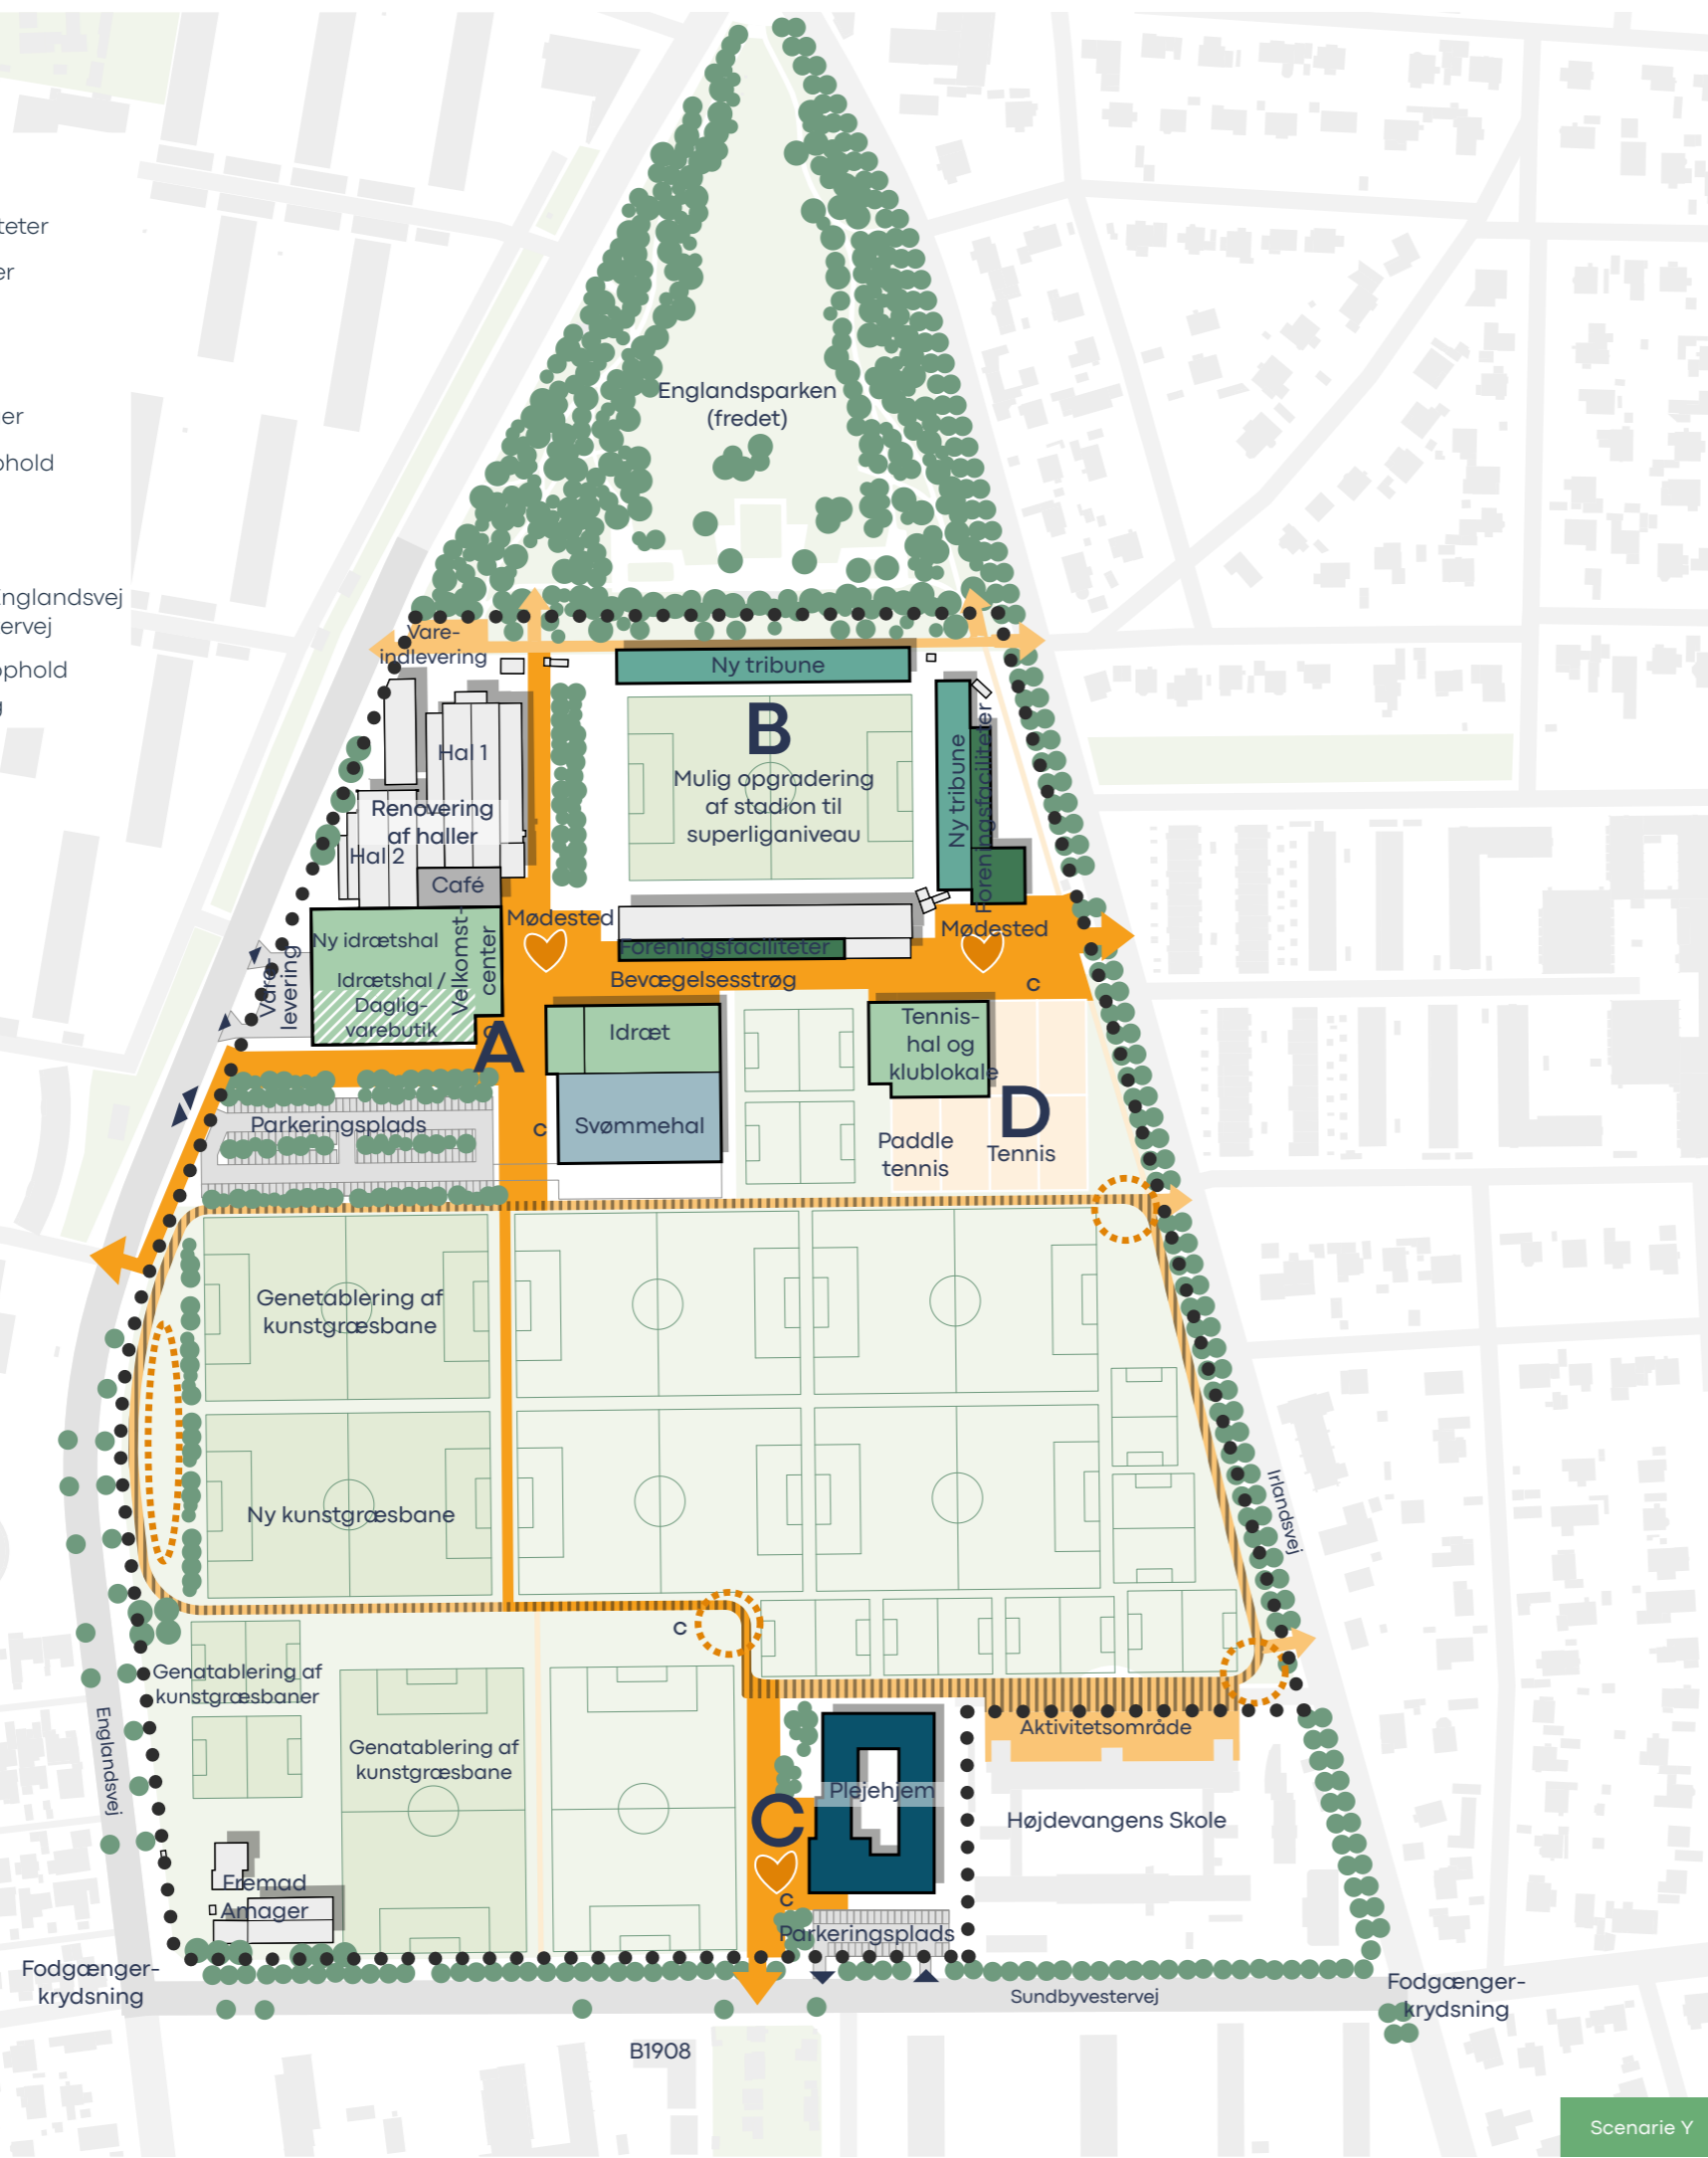 teter
er
er
phold
Englandsvej
ervej
ophold
g
Englandsparken
(fredet)
Vare-
indlevering
Ny tribune
B
Hal 1
Mulig opgradering
af stadion til
superliganiveau
Ny tribune
Foreningsfaciliteter
Renovering
af haller
Hal 2
Café
Mødested
Mødested
Foreningsfaciliteter
Bevægelsesstrøg
C
Ny idrætshal
Velkomst-
center
Idrætshal /
Daglig-
varebutik
Vare-
levering
C
A
Idræt
Tennis-
hal og
klublokale
D
Parkeringsplads
C
Svømmehal
Paddle
tennis
Tennis
Genetablering af
kunstgræsbane
Ny kunstgræsbane
Irlandsvej
C
Genatablering af
kunstgræsbaner
Englandsvej
Genatablering af
kunstgræsbane
Aktivitetsområde
Plejehjem
C
Højdevangens Skole
Fremad
Amager
C
Parkeringsplads
Fodgænger-
krydsning
Sundbyvestervej
Fodgænger-
krydsning
B1908
Scenarie Y